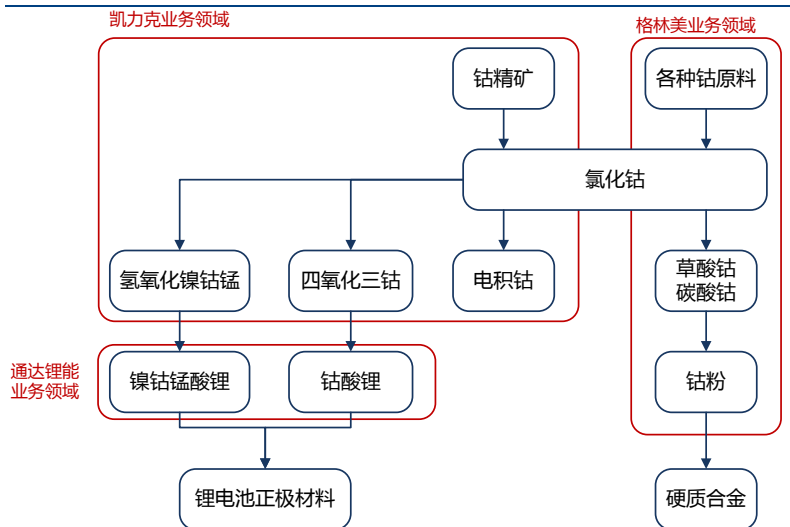 凯力克业务领域
格林美业务领域
钴精矿
各种钴原料
氯化钴
氢氧化镍钴锰
四氧化三钴
电积钴
草酸钴
碳酸钴
通达锂能
业务领域
镍钴锰酸锂
钴酸锂
钴粉
锂电池正极材料
硬质合金